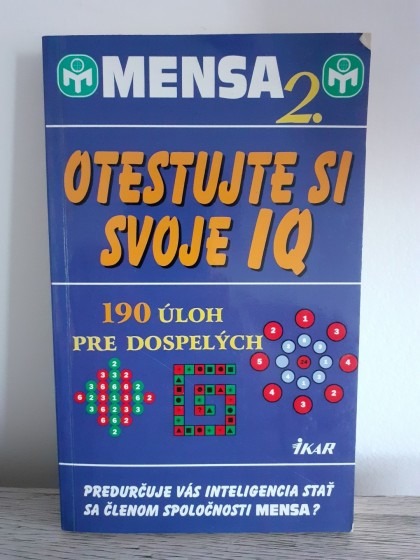 MENSA 2.
OTESTUJTE SI
SVOJE IQ
190 ÚLOH
PRE DOSPELÝCH
IKAR
PREDURČUJE VÁS INTELIGENCIA STAŤ
SA ČLENOM SPOLOČNOSTI MENSA?